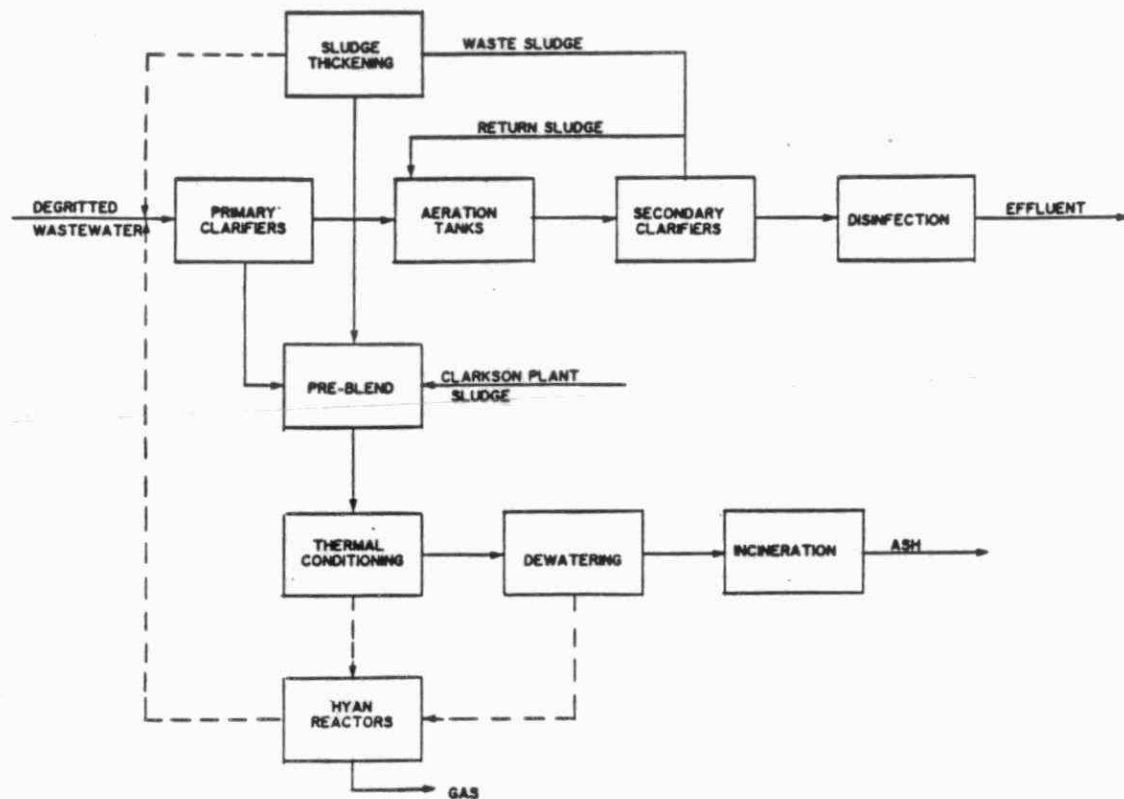 SLUDGE
THICKENING
WASTE SLUDGE
RETURN SLUDGE
DEGRITTED
WASTEWATER
PRIMARY
CLARIFIERS
AERATION
TANKS
SECONDARY
CLARIFIERS
DISINFECTION
EFFLUENT
PRE-BLEND
CLARKSON PLANT
SLUDGE
THERMAL
CONDITIONING
DEWATERING
INCINERATION
ASH
HYAN
REACTORS
GAS